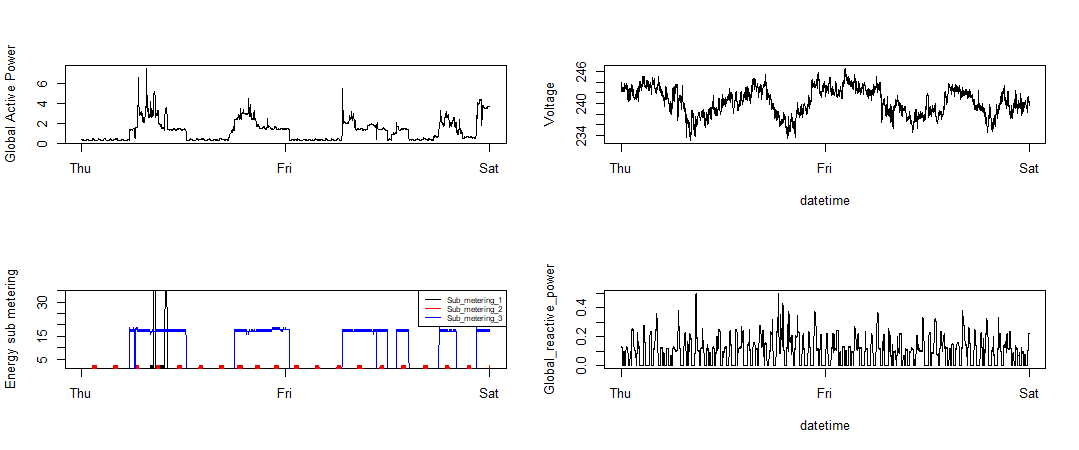 Global Active Power
0 2 4 6
Thu Fri Sat
Voltage
234 240 246
Thu Fri Sat
datetime
Energy sub metering
5 15 30
Sub_metering_1
Sub_metering_2
Sub_metering_3
Thu Fri Sat
Global_reactive_power
0.0 0.2 0.4
Thu Fri Sat
datetime